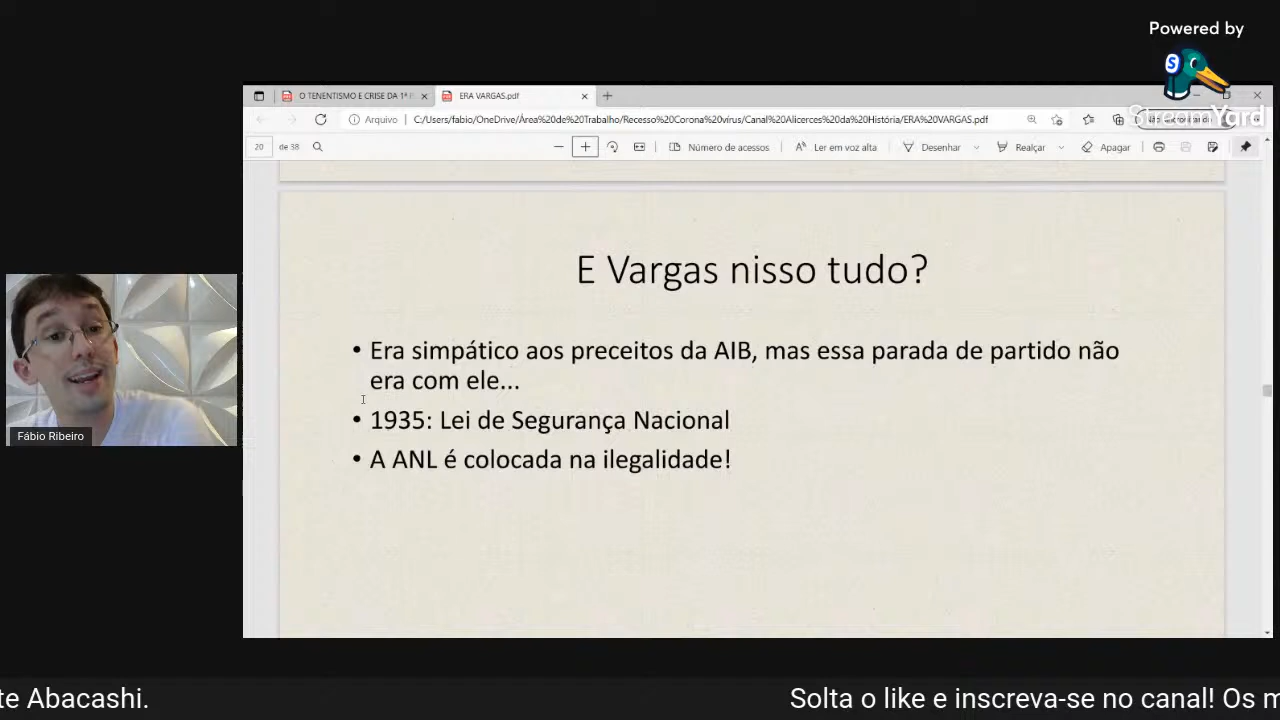 Powered by
S
StreamYard
O TENENTISMO E CRISE DA 1ª
ERA VARGAS.pdf
Arquivo
C:/Users/fabio/OneDrive/Área%20de%20Trabalho/Recesso%20Corona%20vírus/Canal%20Alicerces%20da%20História/ERA%20VARGAS.pdf
20 de 38
Número de acessos
Ler em voz alta
Desenhar
Realçar
Apagar
E Vargas nisso tudo?
• Era simpático aos preceitos da AIB, mas essa parada de partido não
era com ele...
• 1935: Lei de Segurança Nacional
• A ANL é colocada na ilegalidade!
Fábio Ribeiro
te Abacashi.
Solta o like e inscreva-se no canal! Os m